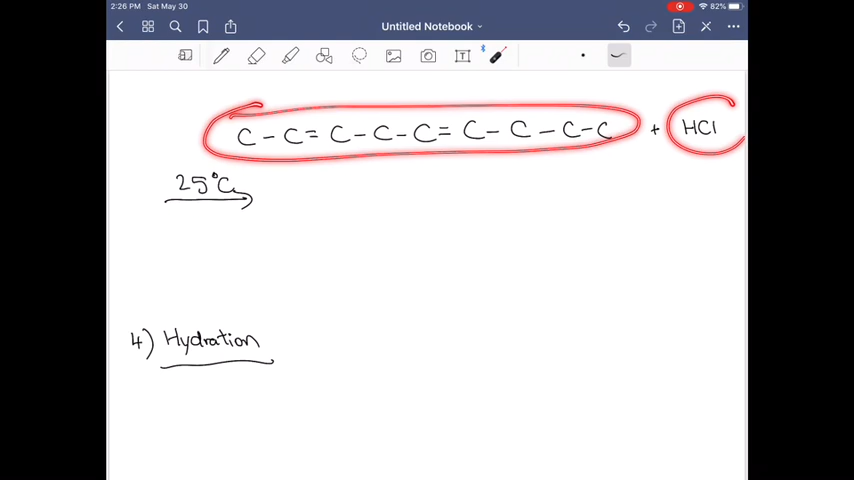 2:26 PM Sat May 30
82%
Untitled Notebook
T
C - C = C - C - C = C - C - C - C + HCl
25°C
4) Hydration